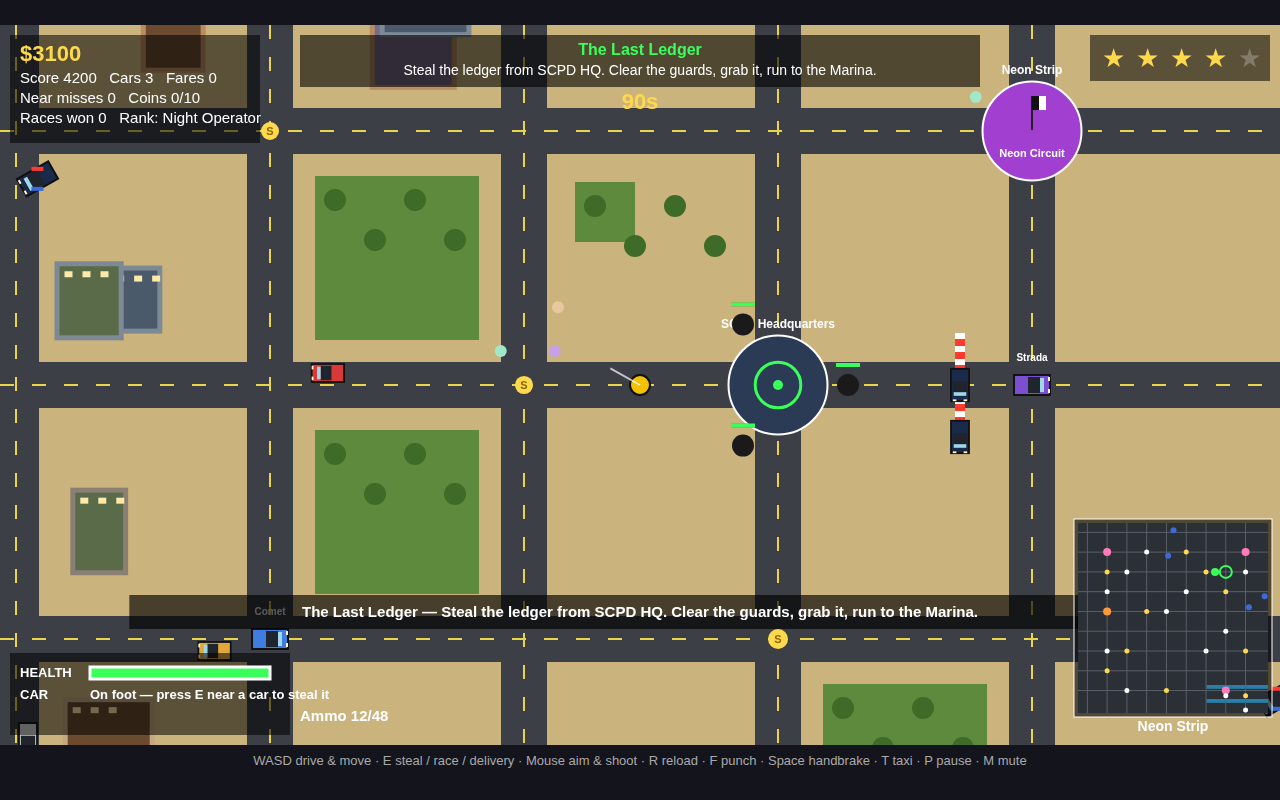 $3100
Score 4200 Cars 3 Fares 0
Near misses 0 Coins 0/10
Races won 0 Rank: Night Operator
The Last Ledger
Steal the ledger from SCPD HQ. Clear the guards, grab it, run to the Marina.
90s
Neon Strip
Neon Circuit
S
Headquarters
Strada
S
Comet
The Last Ledger — Steal the ledger from SCPD HQ. Clear the guards, grab it, run to the Marina.
S
HEALTH
CAR On foot — press E near a car to steal it
Ammo 12/48
Neon Strip
WASD drive & move · E steal / race / delivery · Mouse aim & shoot · R reload · F punch · Space handbrake · T taxi · P pause · M mute